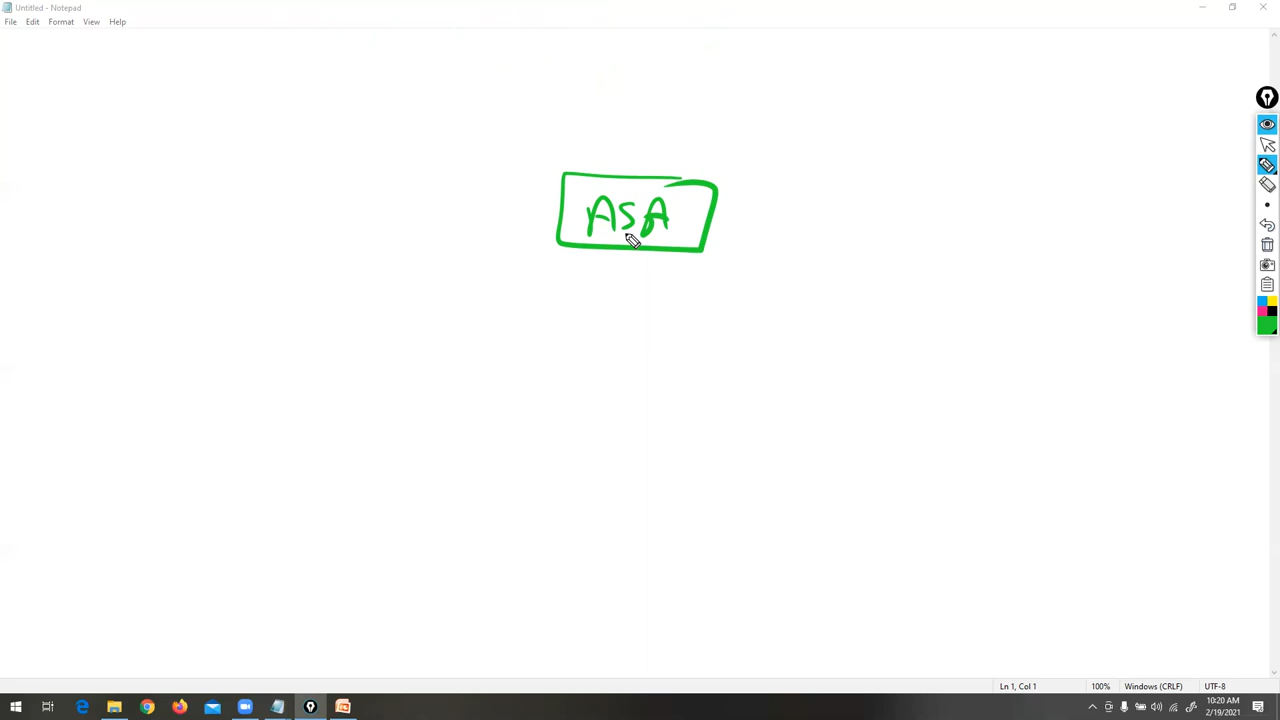 Untitled - Notepad
File Edit Format View Help
ASA
Ln 1, Col 1 100% Windows (CRLF) UTF-8
10:20 AM
2/19/2021